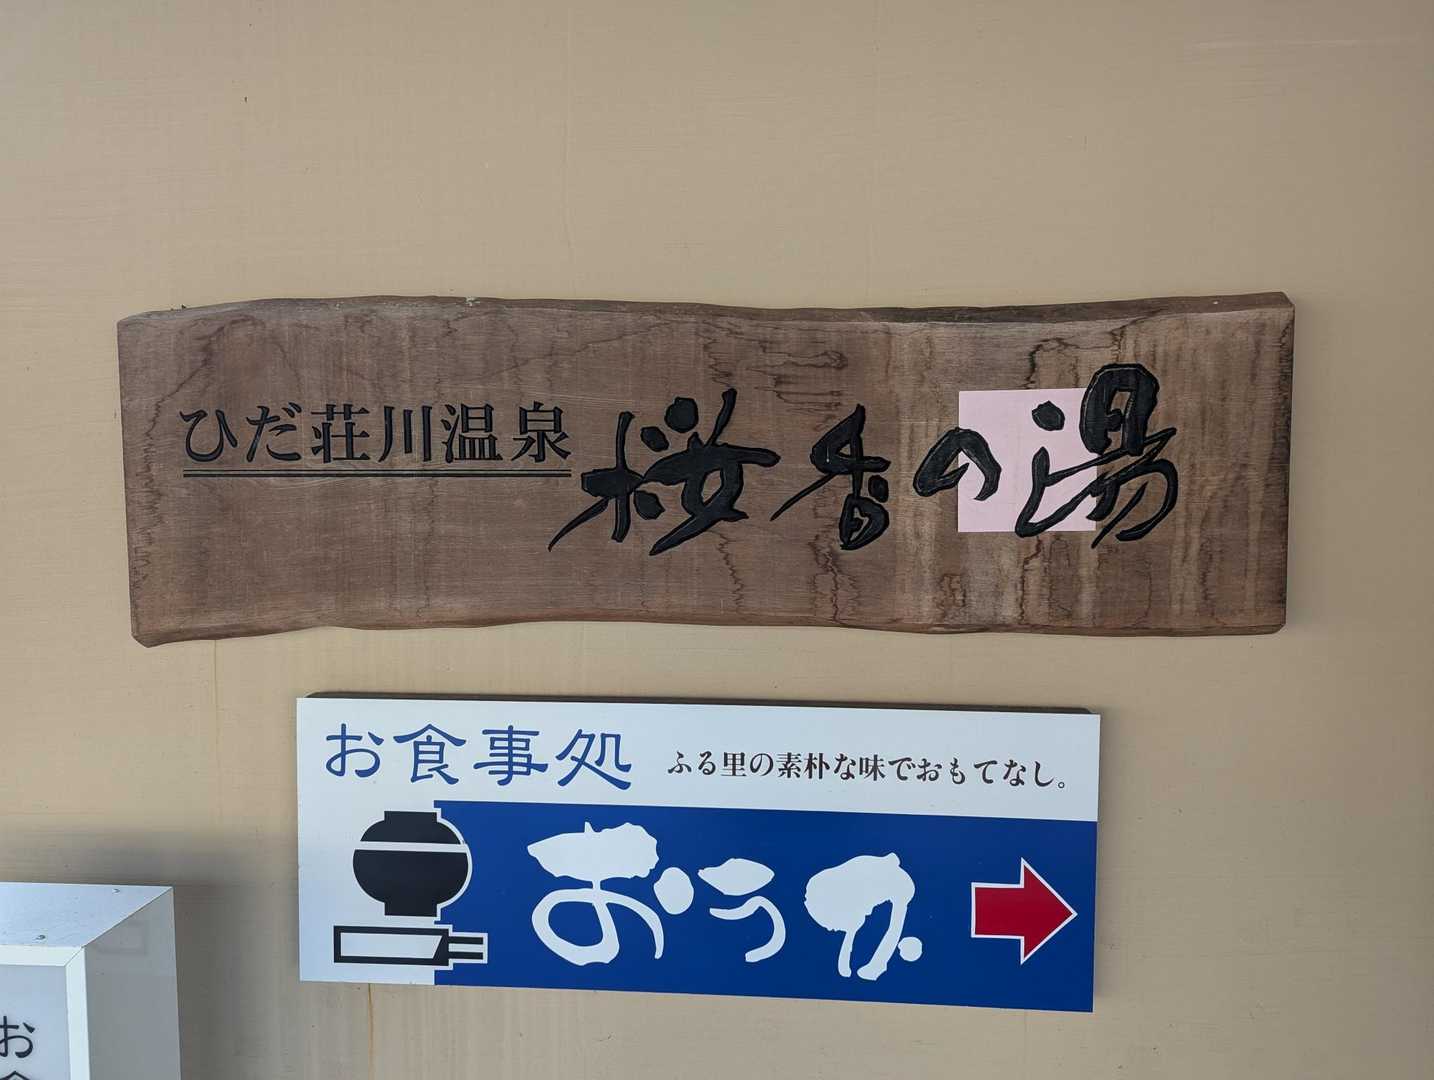 ひだ荘川温泉 桜香の湯
お食事処 ふる里の素朴な味でおもてなし。
おうか
お